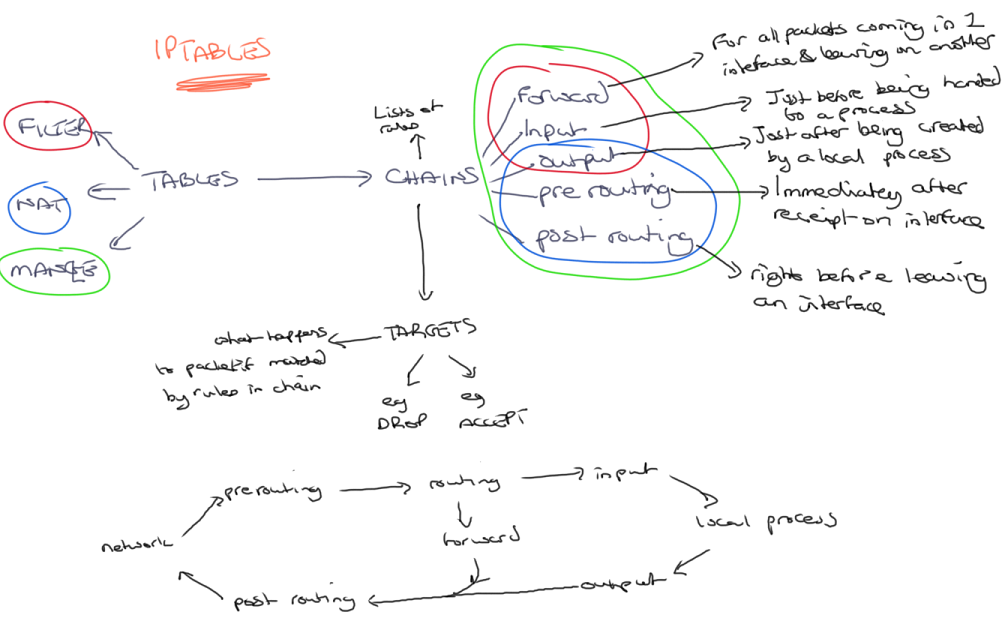 IPTABLES
FILTER
NAT
MANGLE
TABLES
Lists of
rules
CHAINS
Forward
Input
output
pre routing
post routing
For all packets coming in 1
interface & leaving on another
Just before being handed
to a process
Just after being created
by a local process
Immediately after
receipt on interface
rights before leaving
an interface
TARGETS
what happens
to packet if matched
by rules in chain
eg
DROP
eg
ACCEPT
prerouting
routing
input
network
forward
local process
post routing
output